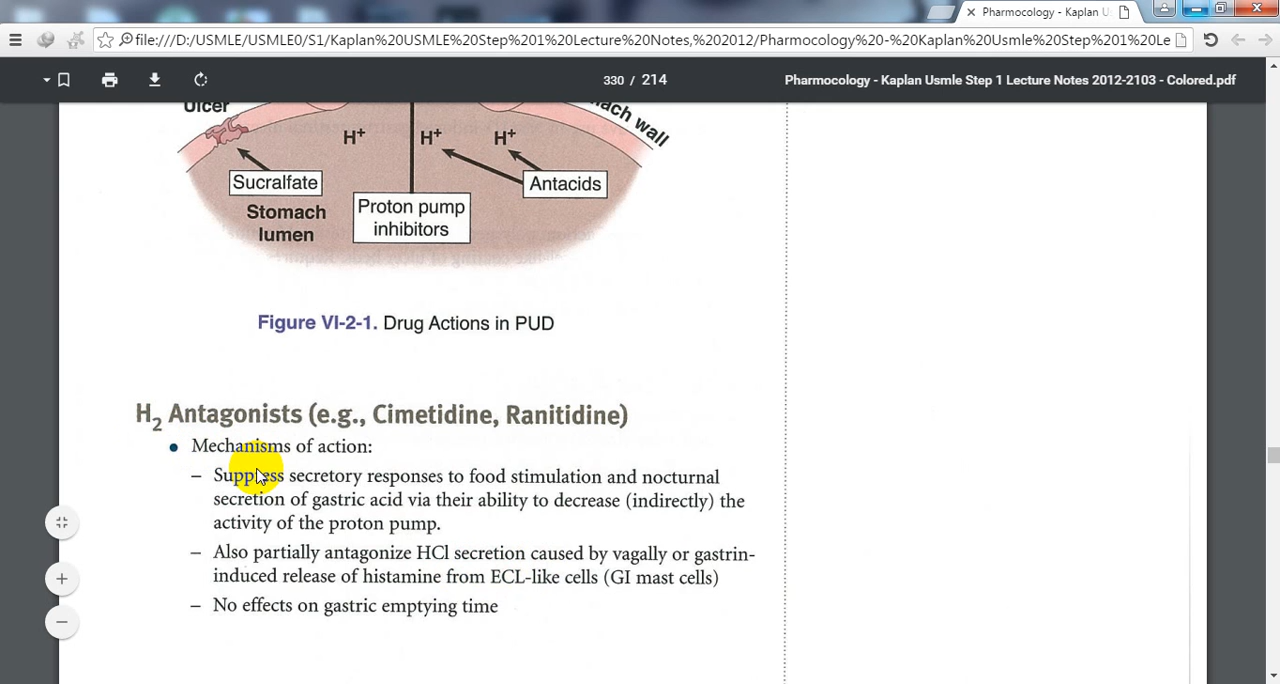 Pharmocology - Kaplan U
file:///D:/USMLE/USMLE0/S1/Kaplan%20USMLE%20Step%201%20Lecture%20Notes,%202012/Pharmocology%20-%20Kaplan%20Usmle%20Step%201%20Le
330 / 214
Pharmocology - Kaplan Usmle Step 1 Lecture Notes 2012-2103 - Colored.pdf
Ulcer
wall
H+
H+
H+
Sucralfate
Antacids
Stomach
lumen
Proton pump
inhibitors
Figure VI-2-1. Drug Actions in PUD
H2 Antagonists (e.g., Cimetidine, Ranitidine)
• Mechanisms of action:
– Suppress secretory responses to food stimulation and nocturnal
secretion of gastric acid via their ability to decrease (indirectly) the
activity of the proton pump.
– Also partially antagonize HCl secretion caused by vagally or gastrin-
induced release of histamine from ECL-like cells (GI mast cells)
– No effects on gastric emptying time